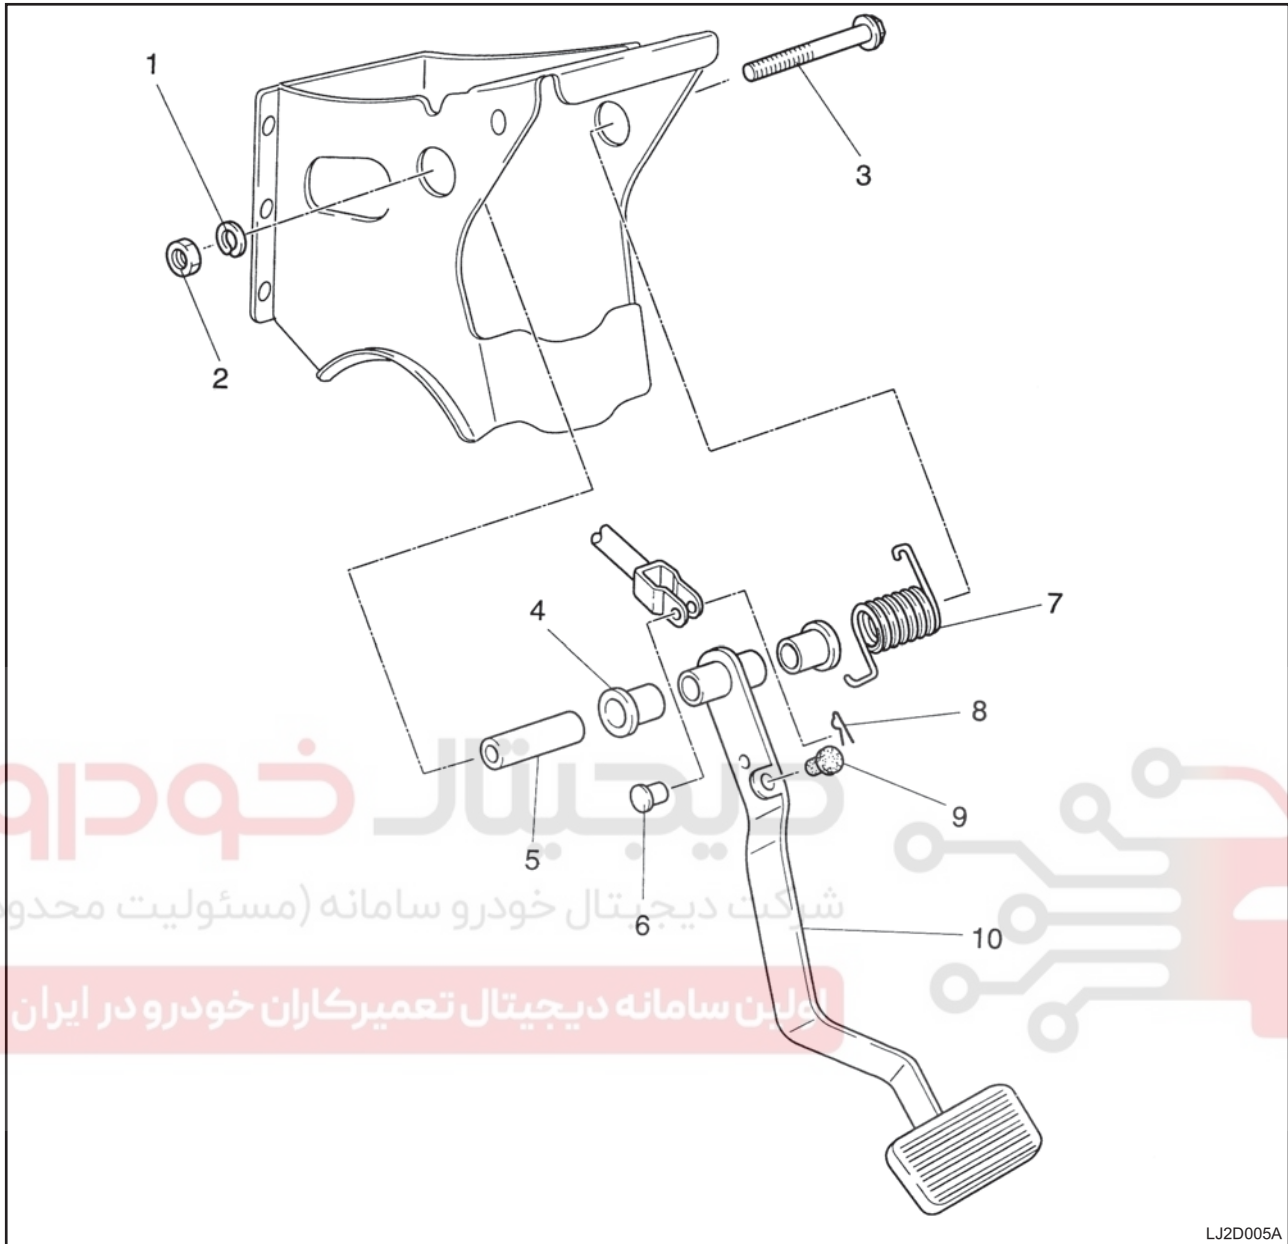 1
3
2
4
7
8
5
9
6
10
دیجیتال خودرو
شرکت دیجیتال خودرو سامانه (مسئولیت محدود
اولین سامانه دیجیتال تعمیرکاران خودرو در ایران
LJ2D005A